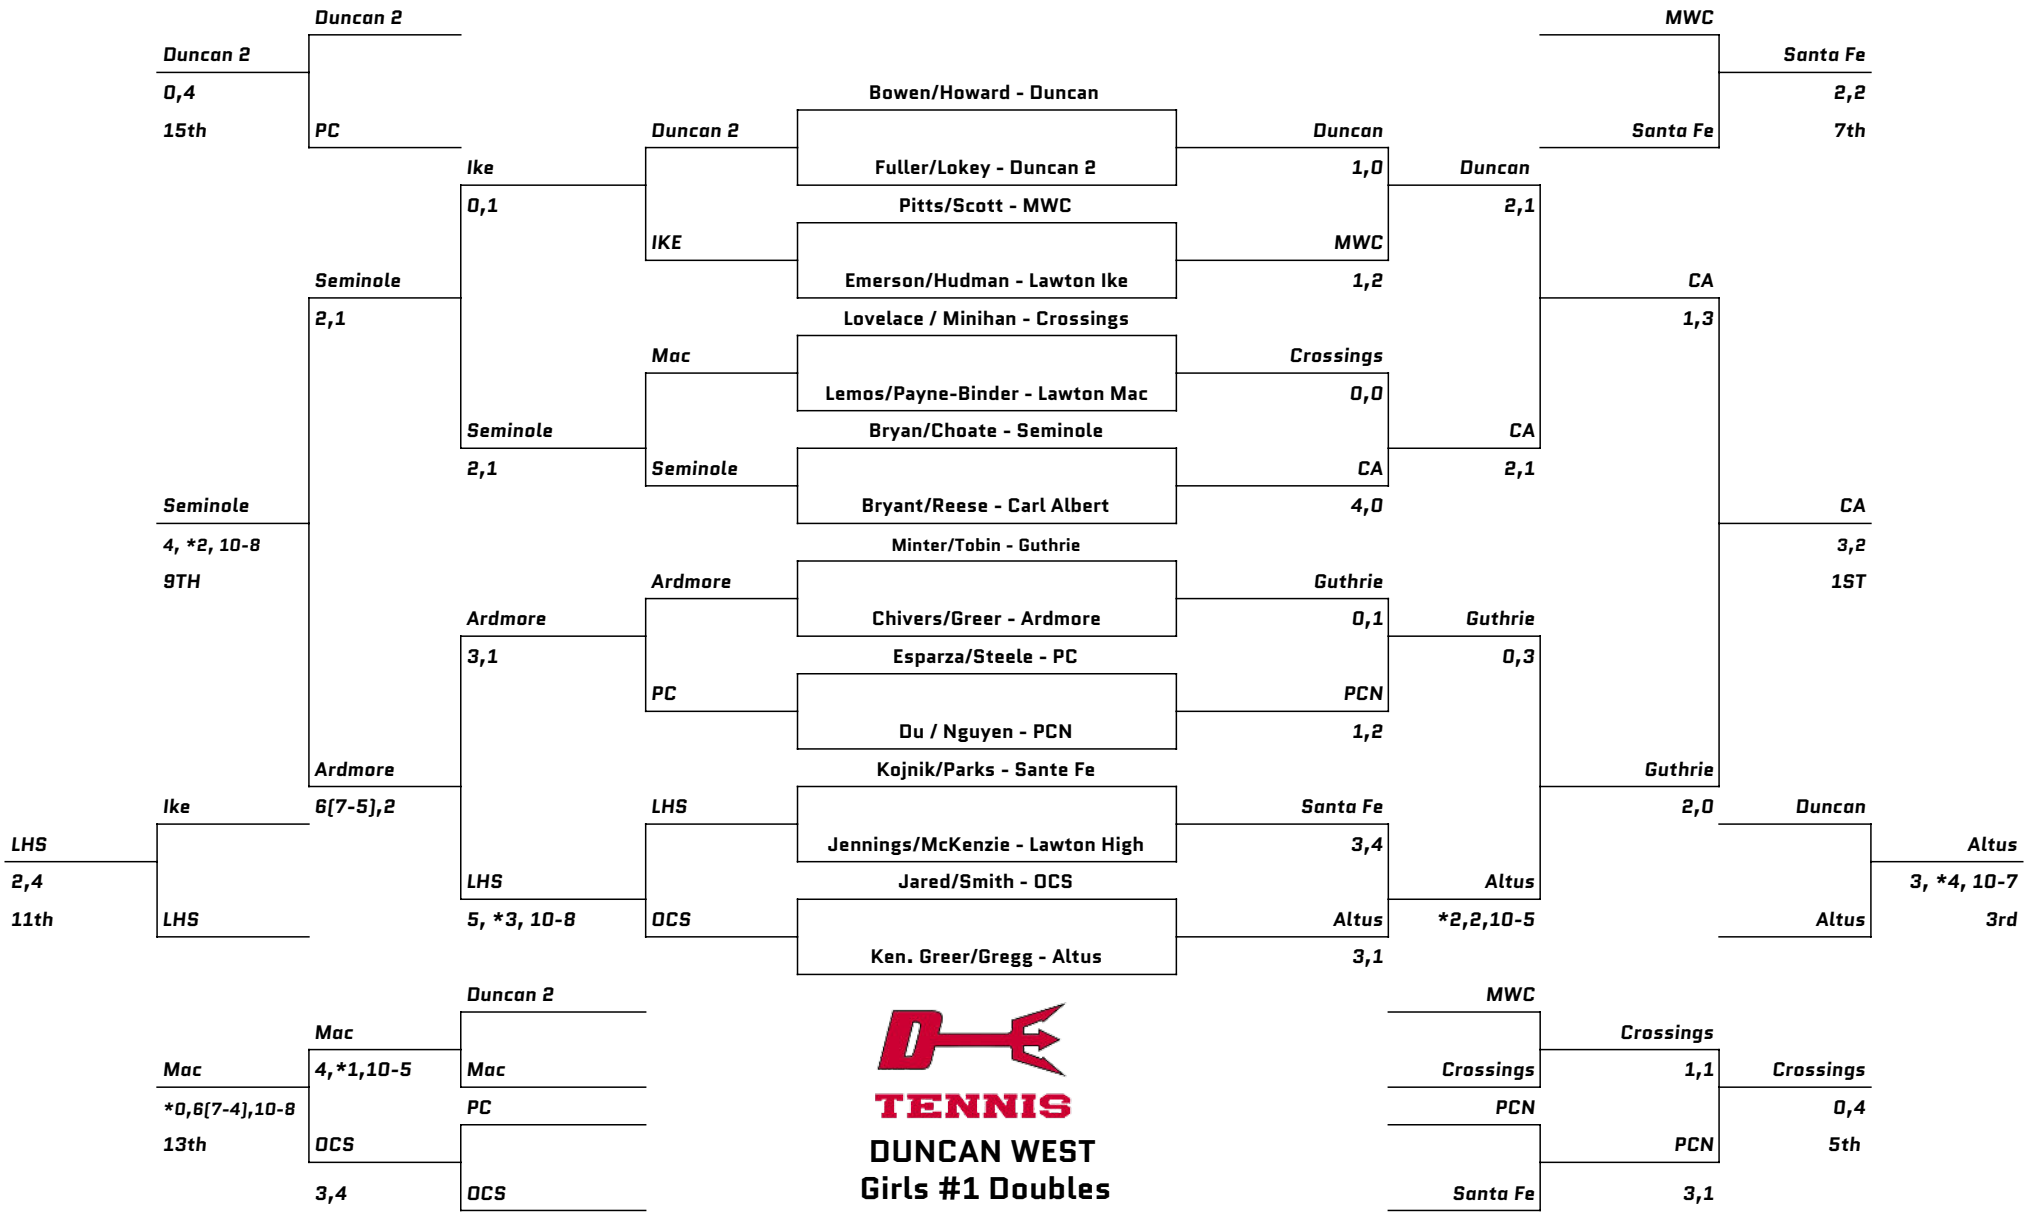 Duncan 2
MWC
Duncan 2
Santa Fe
0,4
Bowen/Howard - Duncan
2,2
15th
PC
Duncan 2
Duncan
Santa Fe
7th
Ike
Fuller/Lokey - Duncan 2
1,0
Duncan
0,1
Pitts/Scott - MWC
2,1
IKE
MWC
Seminole
Emerson/Hudman - Lawton Ike
1,2
CA
2,1
Lovelace / Minihan - Crossings
1,3
Mac
Crossings
Lemos/Payne-Binder - Lawton Mac
0,0
Seminole
Bryan/Choate - Seminole
CA
2,1
Seminole
CA
2,1
Seminole
Bryant/Reese - Carl Albert
4,0
CA
4, *2, 10-8
Minter/Tobin - Guthrie
3,2
9TH
Ardmore
Guthrie
1ST
Ardmore
Chivers/Greer - Ardmore
0,1
Guthrie
3,1
Esparza/Steele - PC
0,3
PC
PCN
Du / Nguyen - PCN
1,2
Ardmore
Kojnik/Parks - Sante Fe
Guthrie
Ike
6(7-5),2
LHS
Santa Fe
2,0
Duncan
LHS
Jennings/McKenzie - Lawton High
3,4
Altus
2,4
LHS
Jared/Smith - OCS
Altus
3, *4, 10-7
11th
LHS
5, *3, 10-8
OCS
Altus
*2,2,10-5
Altus
3rd
Ken. Greer/Gregg - Altus
3,1
Duncan 2
MWC
Mac
Crossings
Mac
4,*1,10-5
Mac
Crossings
1,1
Crossings
*0,6(7-4),10-8
PC
D
TENNIS
PCN
0,4
13th
OCS
DUNCAN WEST
PCN
5th
3,4
OCS
Girls #1 Doubles
Santa Fe
3,1